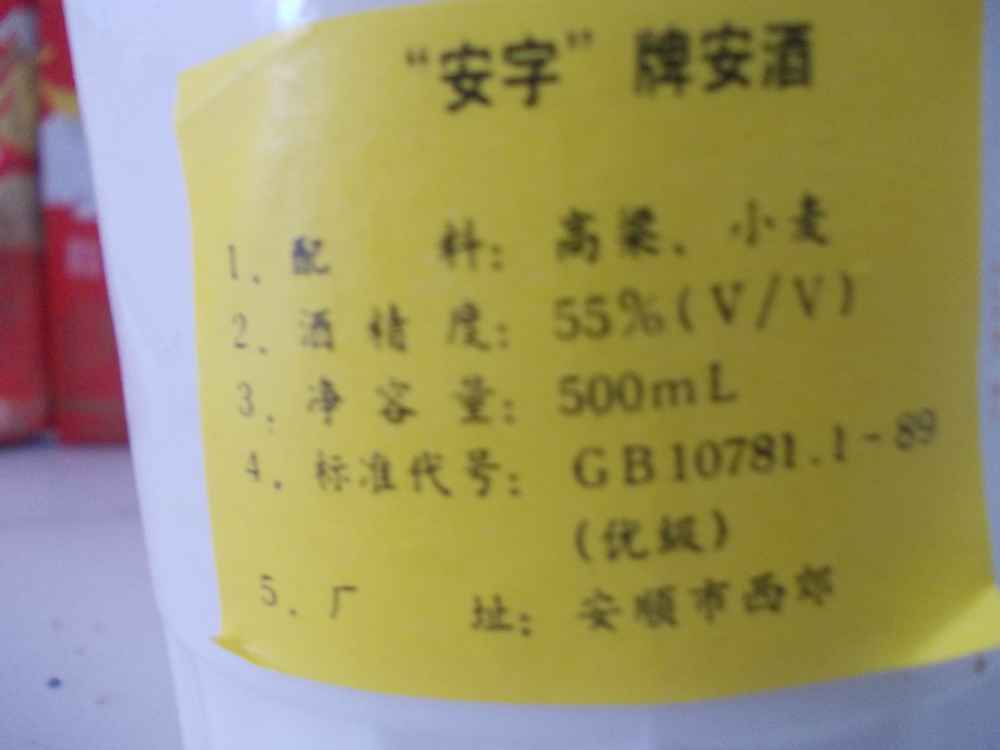 “安字”牌安酒
1. 配 料: 高梁、小麦
2. 酒精度: 55%(V/V)
3. 净容量: 500mL
4. 标准代号: GB10781.1-89
(优级)
5. 厂 址: 安顺市西郊